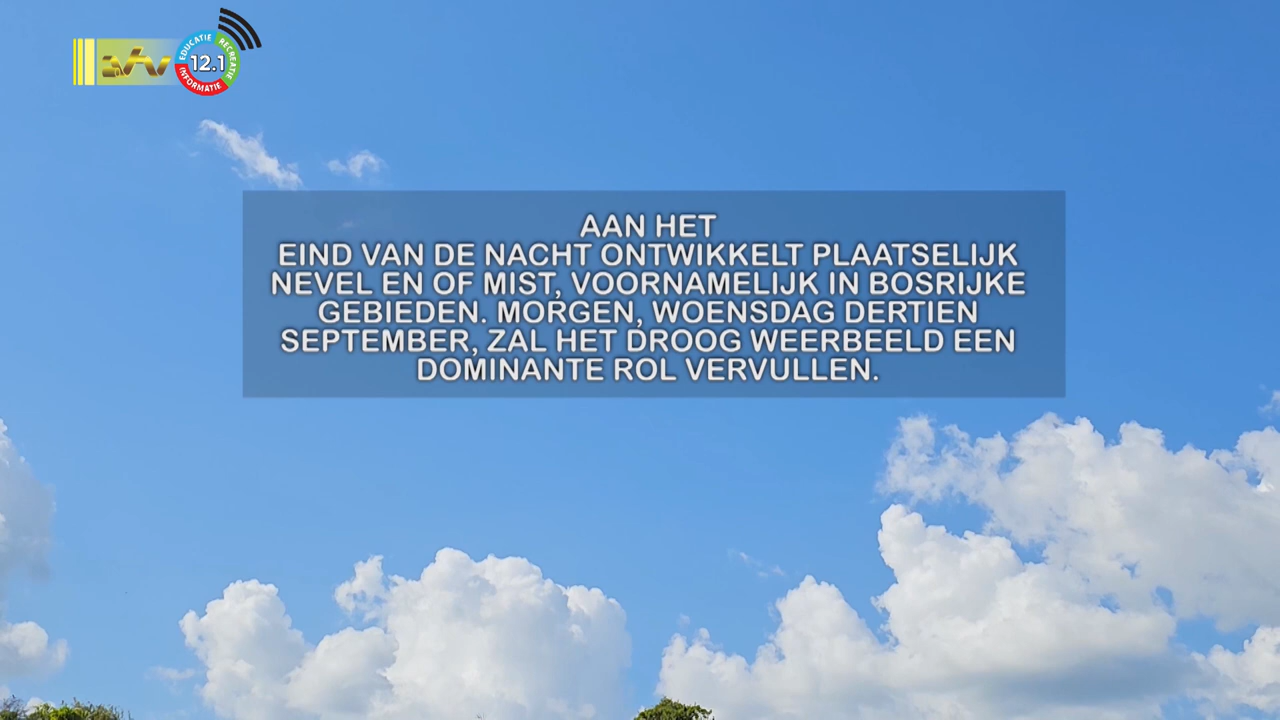 EDUCATIE
RECREATIE
12.1
INFORMATIE
AAN HET
EIND VAN DE NACHT ONTWIKKELT PLAATSELIJK
NEVEL EN OF MIST, VOORNAMELIJK IN BOSRIJKE
GEBIEDEN. MORGEN, WOENSDAG DERTIEN
SEPTEMBER, ZAL HET DROOG WEERBEELD EEN
DOMINANTE ROL VERVULLEN.